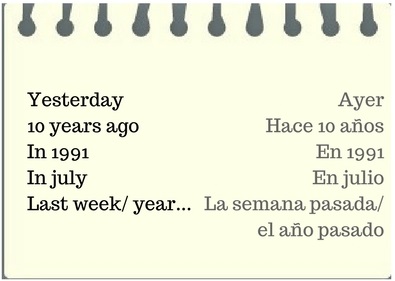 Yesterday Ayer
10 years ago Hace 10 años
In 1991 En 1991
In july En julio
Last week/ year... La semana pasada/
el año pasado